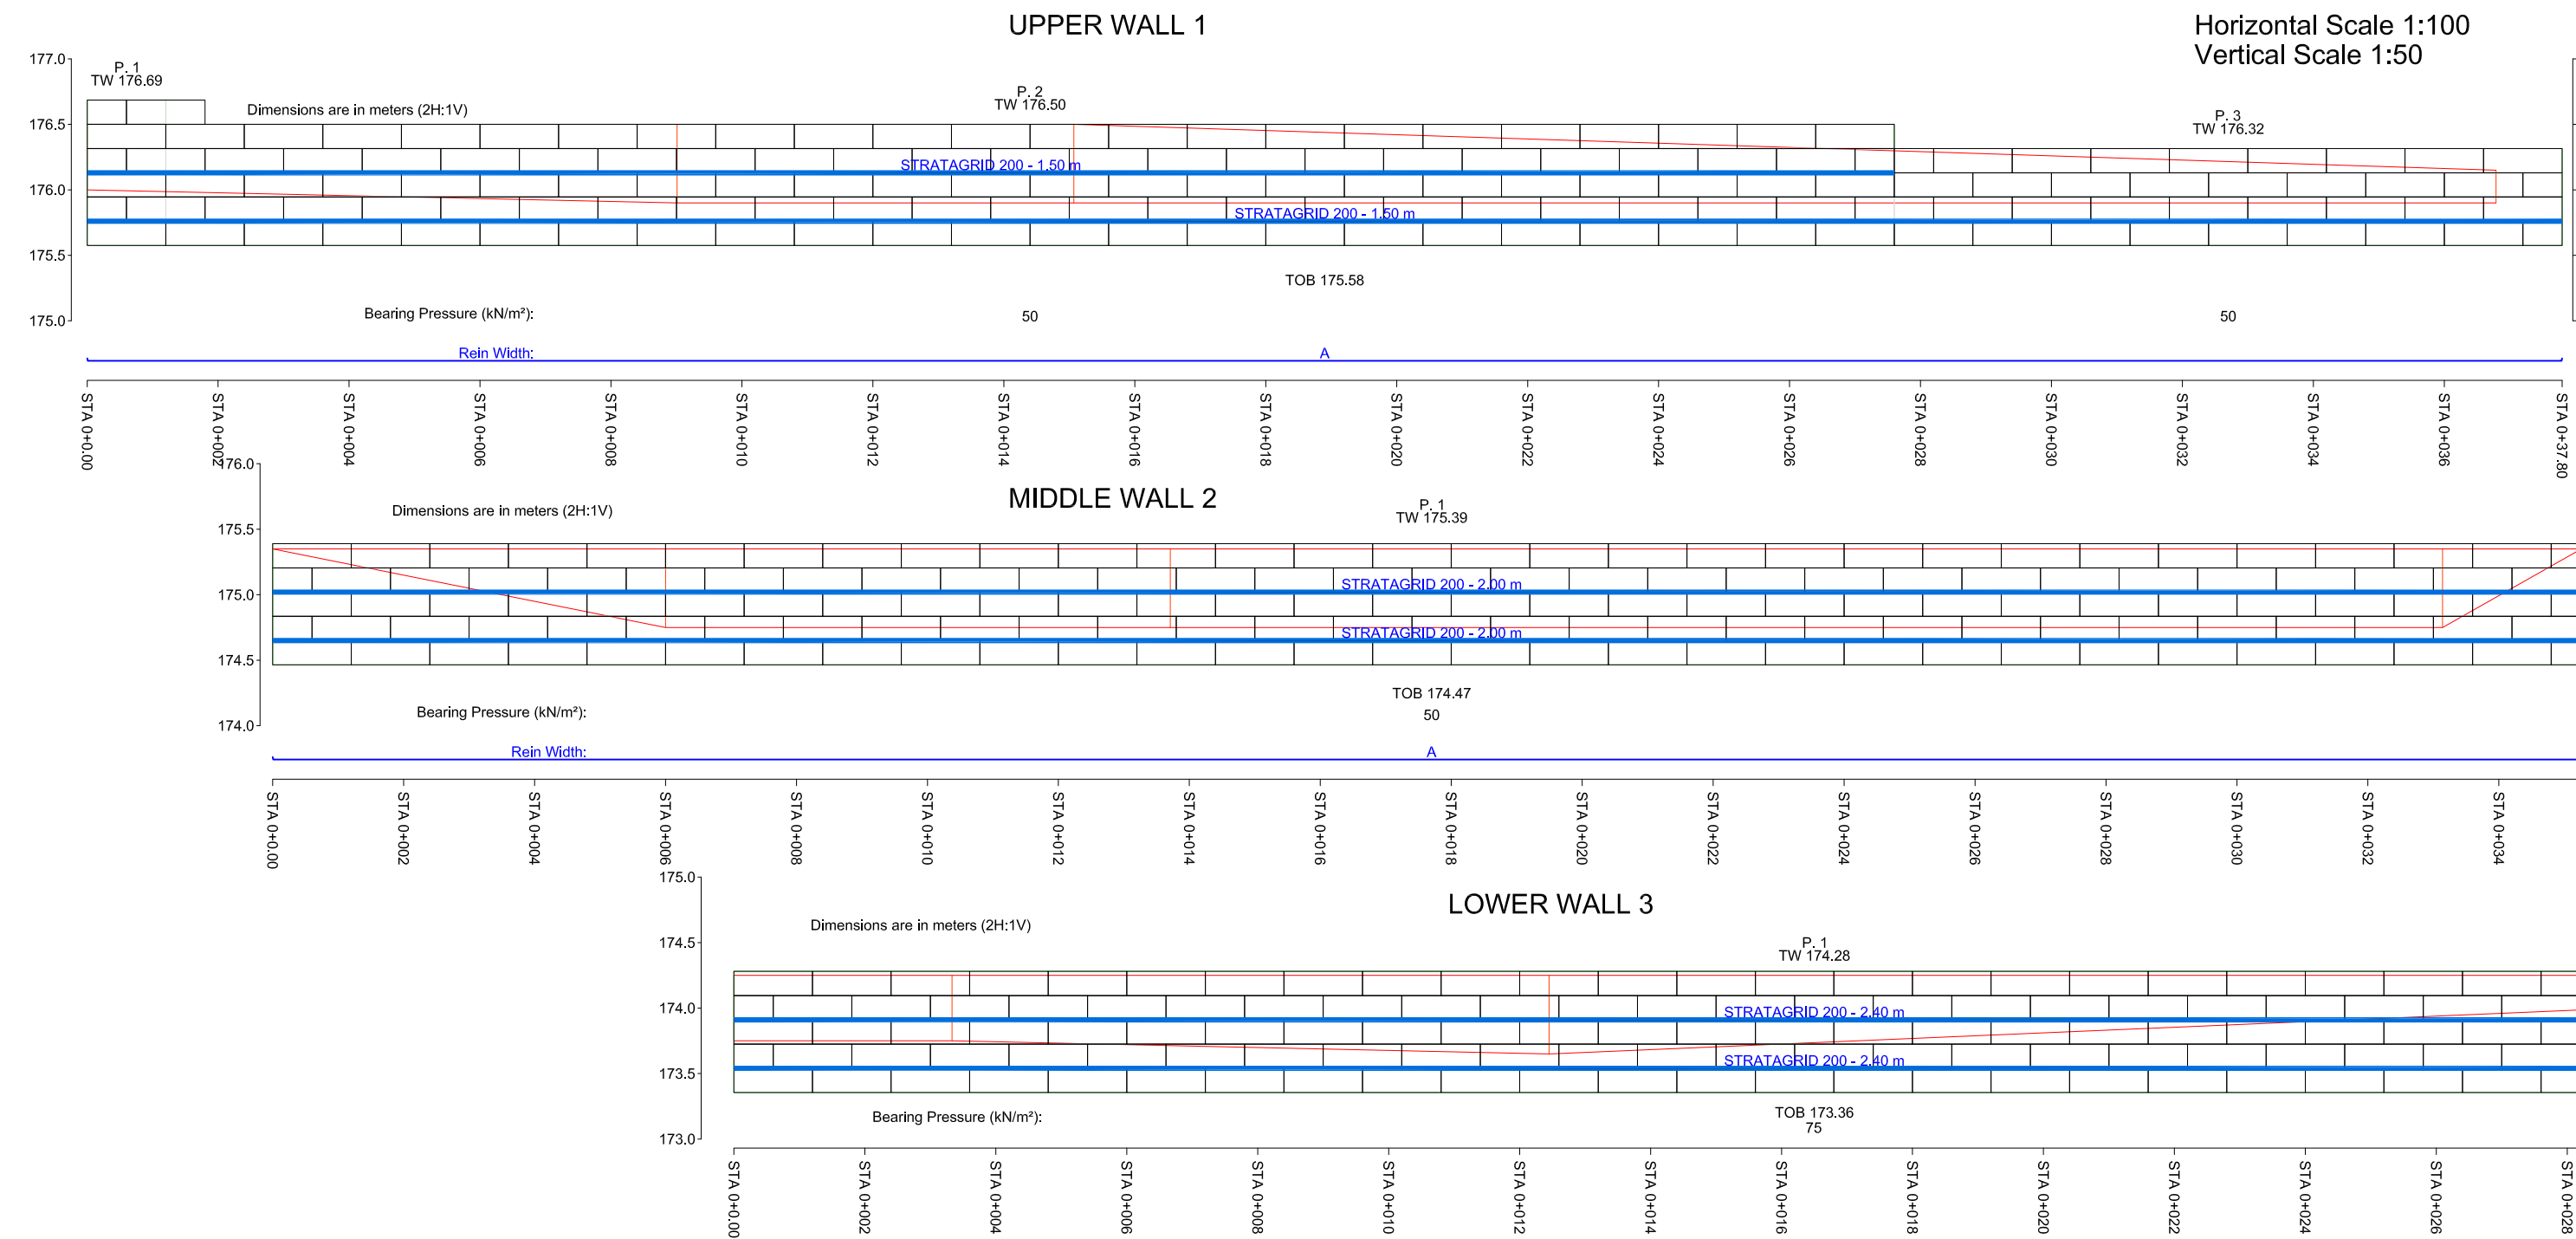 UPPER WALL 1
Horizontal Scale 1:100
Vertical Scale 1:50
177.0
176.5
176.0
175.5
175.0
P. 1
TW 176.69
Dimensions are in meters (2H:1V)
P. 2
TW 176.50
P. 3
TW 176.32
STRATAGRID 200 - 1.50 m
STRATAGRID 200 - 1.50 m
TOB 175.58
Bearing Pressure (kN/m²):
50
50
Rein Width:
A
STA 0+0.00
STA 0+002
STA 0+004
STA 0+006
STA 0+008
STA 0+010
STA 0+012
STA 0+014
STA 0+016
STA 0+018
STA 0+020
STA 0+022
STA 0+024
STA 0+026
STA 0+028
STA 0+030
STA 0+032
STA 0+034
STA 0+036
STA 0+37.80
MIDDLE WALL 2
176.0
175.5
175.0
174.5
174.0
Dimensions are in meters (2H:1V)
P. 1
TW 175.39
STRATAGRID 200 - 2.00 m
STRATAGRID 200 - 2.00 m
TOB 174.47
Bearing Pressure (kN/m²):
50
Rein Width:
A
STA 0+0.00
STA 0+002
STA 0+004
STA 0+006
STA 0+008
STA 0+010
STA 0+012
STA 0+014
STA 0+016
STA 0+018
STA 0+020
STA 0+022
STA 0+024
STA 0+026
STA 0+028
STA 0+030
STA 0+032
STA 0+034
LOWER WALL 3
175.0
174.5
174.0
173.5
173.0
Dimensions are in meters (2H:1V)
P. 1
TW 174.28
STRATAGRID 200 - 2.40 m
STRATAGRID 200 - 2.40 m
TOB 173.36
Bearing Pressure (kN/m²):
75
STA 0+0.00
STA 0+002
STA 0+004
STA 0+006
STA 0+008
STA 0+010
STA 0+012
STA 0+014
STA 0+016
STA 0+018
STA 0+020
STA 0+022
STA 0+024
STA 0+026
STA 0+028